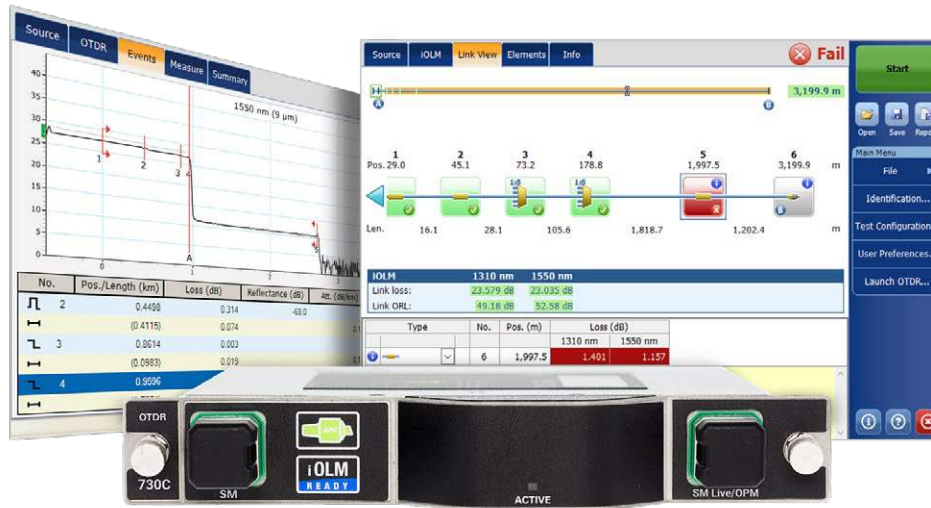 Source
OTDR
Events
Measure
Summary
1550 nm (9 µm)
40
35
30
25
20
15
10
5
0
1
2
3
4
A
1
2
No. Pos./Length (km) Loss (dB) Reflectance (dB) Att. (dB/km)
2 0.4498 0.314 -69.0
(0.4115) 0.074
3 0.8614 0.003
(0.0983) 0.019
4 0.9596
Source iOLM Link View Elements Info
Fail
H
3,199.9 m
A B
1 2 3 4 5 6
Pos. 29.0 45.1 73.2 178.8 1,997.5 3,199.9 m
1:8 1:8
B
Len. 16.1 28.1 105.6 1,818.7 1,202.4 m
iOLM 1310 nm 1550 nm
Link loss: 23.579 dB 23.035 dB
Link ORL: 49.18 dB 52.58 dB
Type No. Pos. (m) Loss (dB)
1310 nm 1550 nm
6 1,997.5 1.401 1.157
Start
Open Save Repo
Main Menu
File
Identification...
Test Configuration
User Preferences.
Launch OTDR...
OTDR
730C
SM
APC
iOLM
READY
ACTIVE
SM Live/OPM